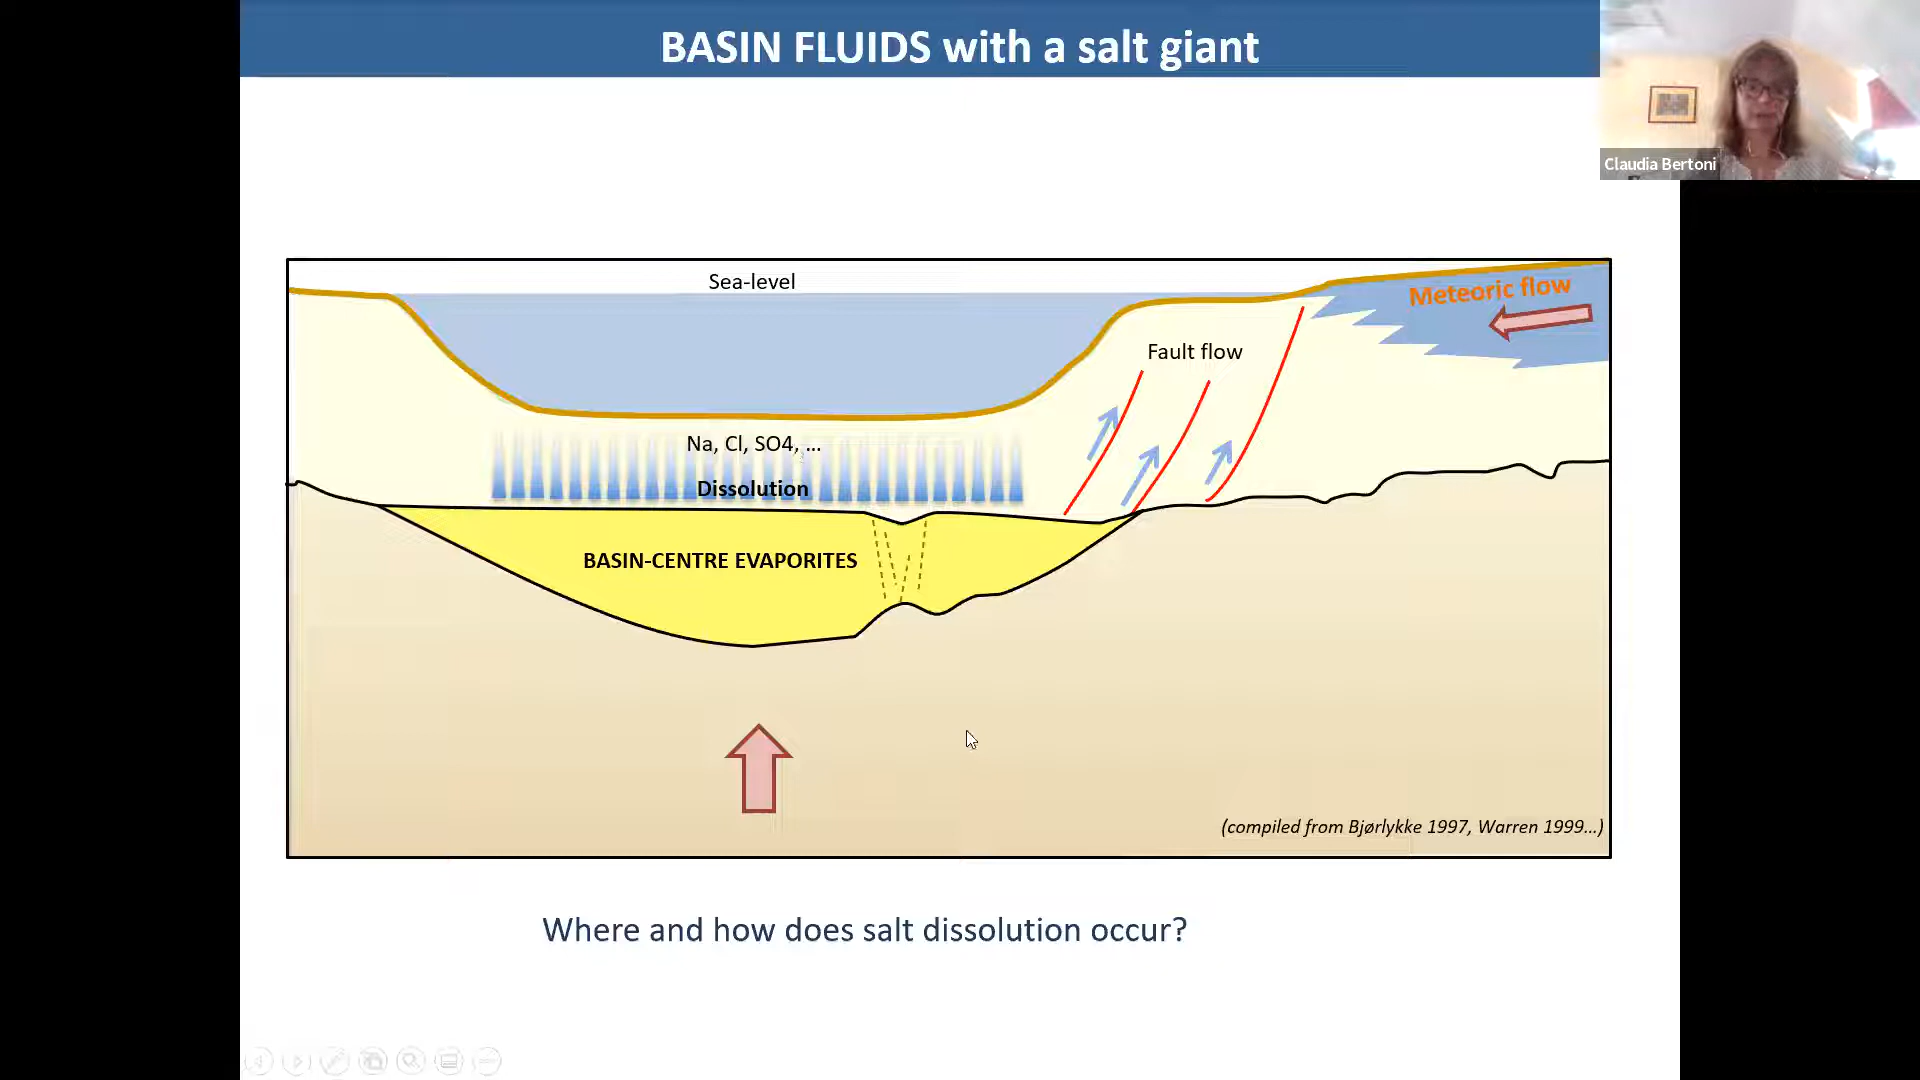 BASIN FLUIDS with a salt giant
Claudia Bertoni
Sea-level
Meteoric flow
Fault flow
Na, Cl, SO4, ...
Dissolution
BASIN-CENTRE EVAPORITES
(compiled from Bjørlykke 1997, Warren 1999...)
Where and how does salt dissolution occur?